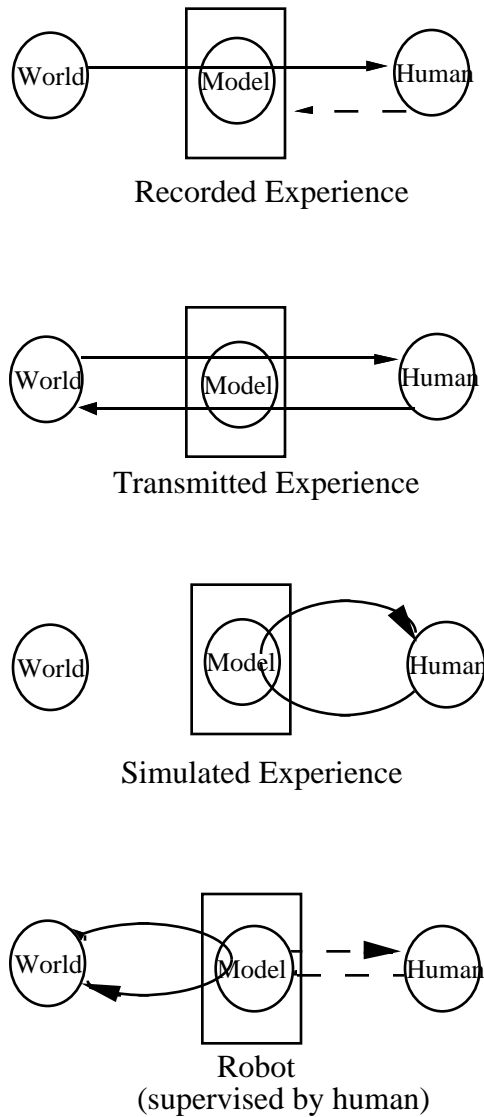 World Model Human
Recorded Experience
World Model Human
Transmitted Experience
World Model Human
Simulated Experience
World Model Human
Robot
(supervised by human)